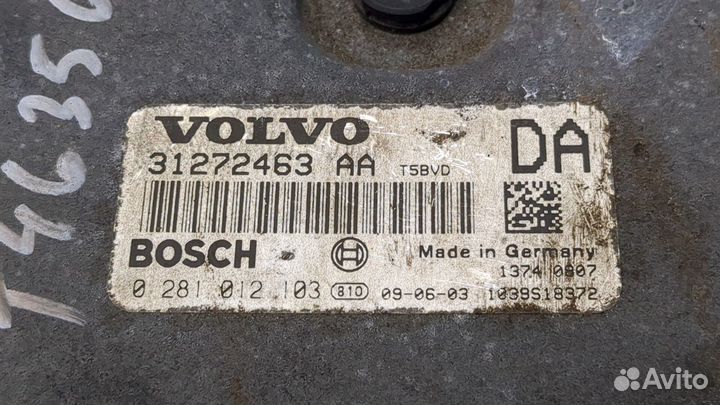 VOLVO
31272463 AA T5BVD
DA
BOSCH
Made in Germany
1374 0807
0 281 012 103 810 09-06-03 1039S18372
Avito